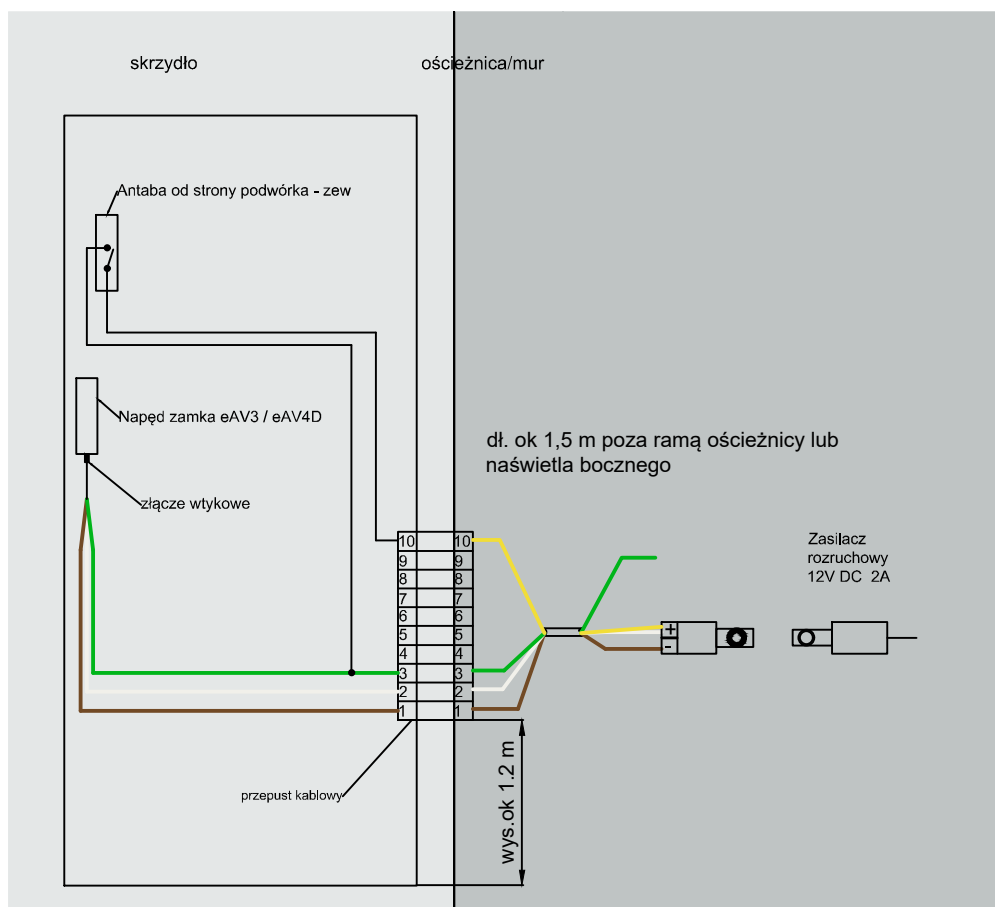 skrzydło
ościeżnica/mur
Antaba od strony podwórka - zew
Napęd zamka eAV3 / eAV4D
złącze wtykowe
dł. ok 1,5 m poza ramą ościeżnicy lub
naświetla bocznego
Zasilacz
rozruchowy
12V DC 2A
10 10
9 9
8 8
7 7
6 6
5 5
4 4
3 3
2 2
1 1
+
-
przepust kablowy
wys.ok 1.2 m